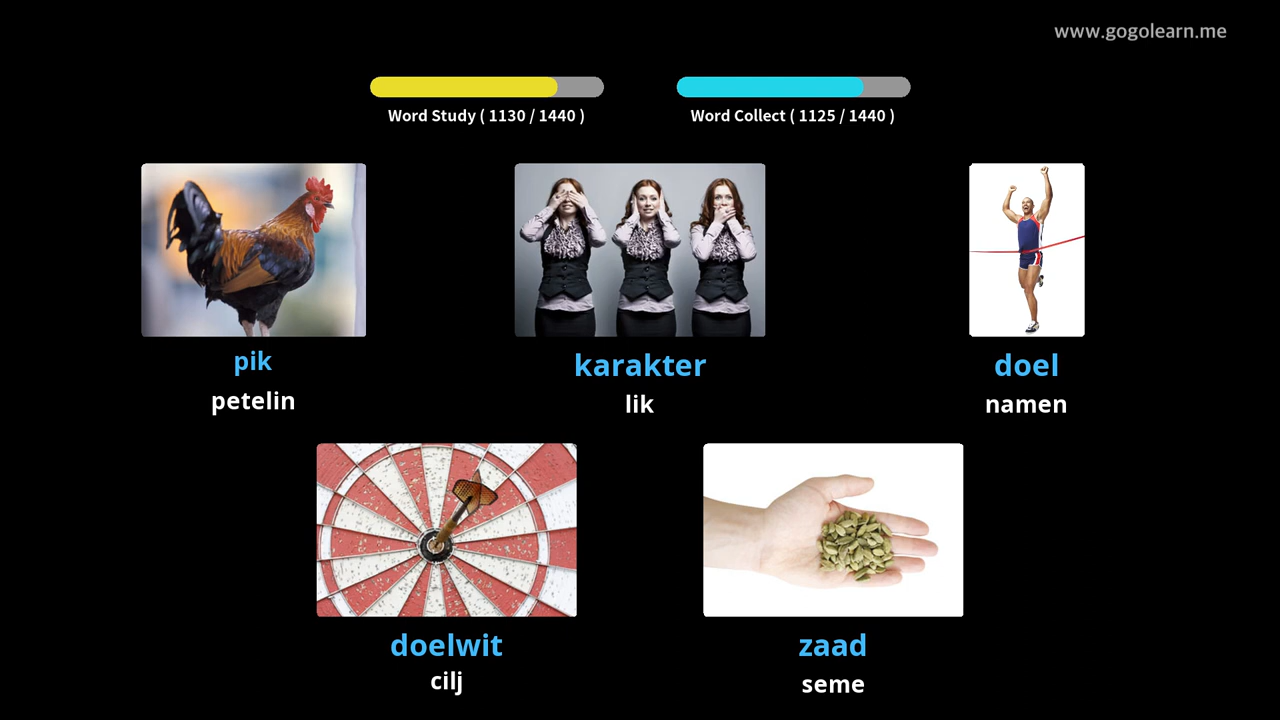 www.gogolearn.me
Word Study ( 1130 / 1440 )
Word Collect ( 1125 / 1440 )
pik
petelin
karakter
lik
doel
namen
doelwit
cilj
zaad
seme